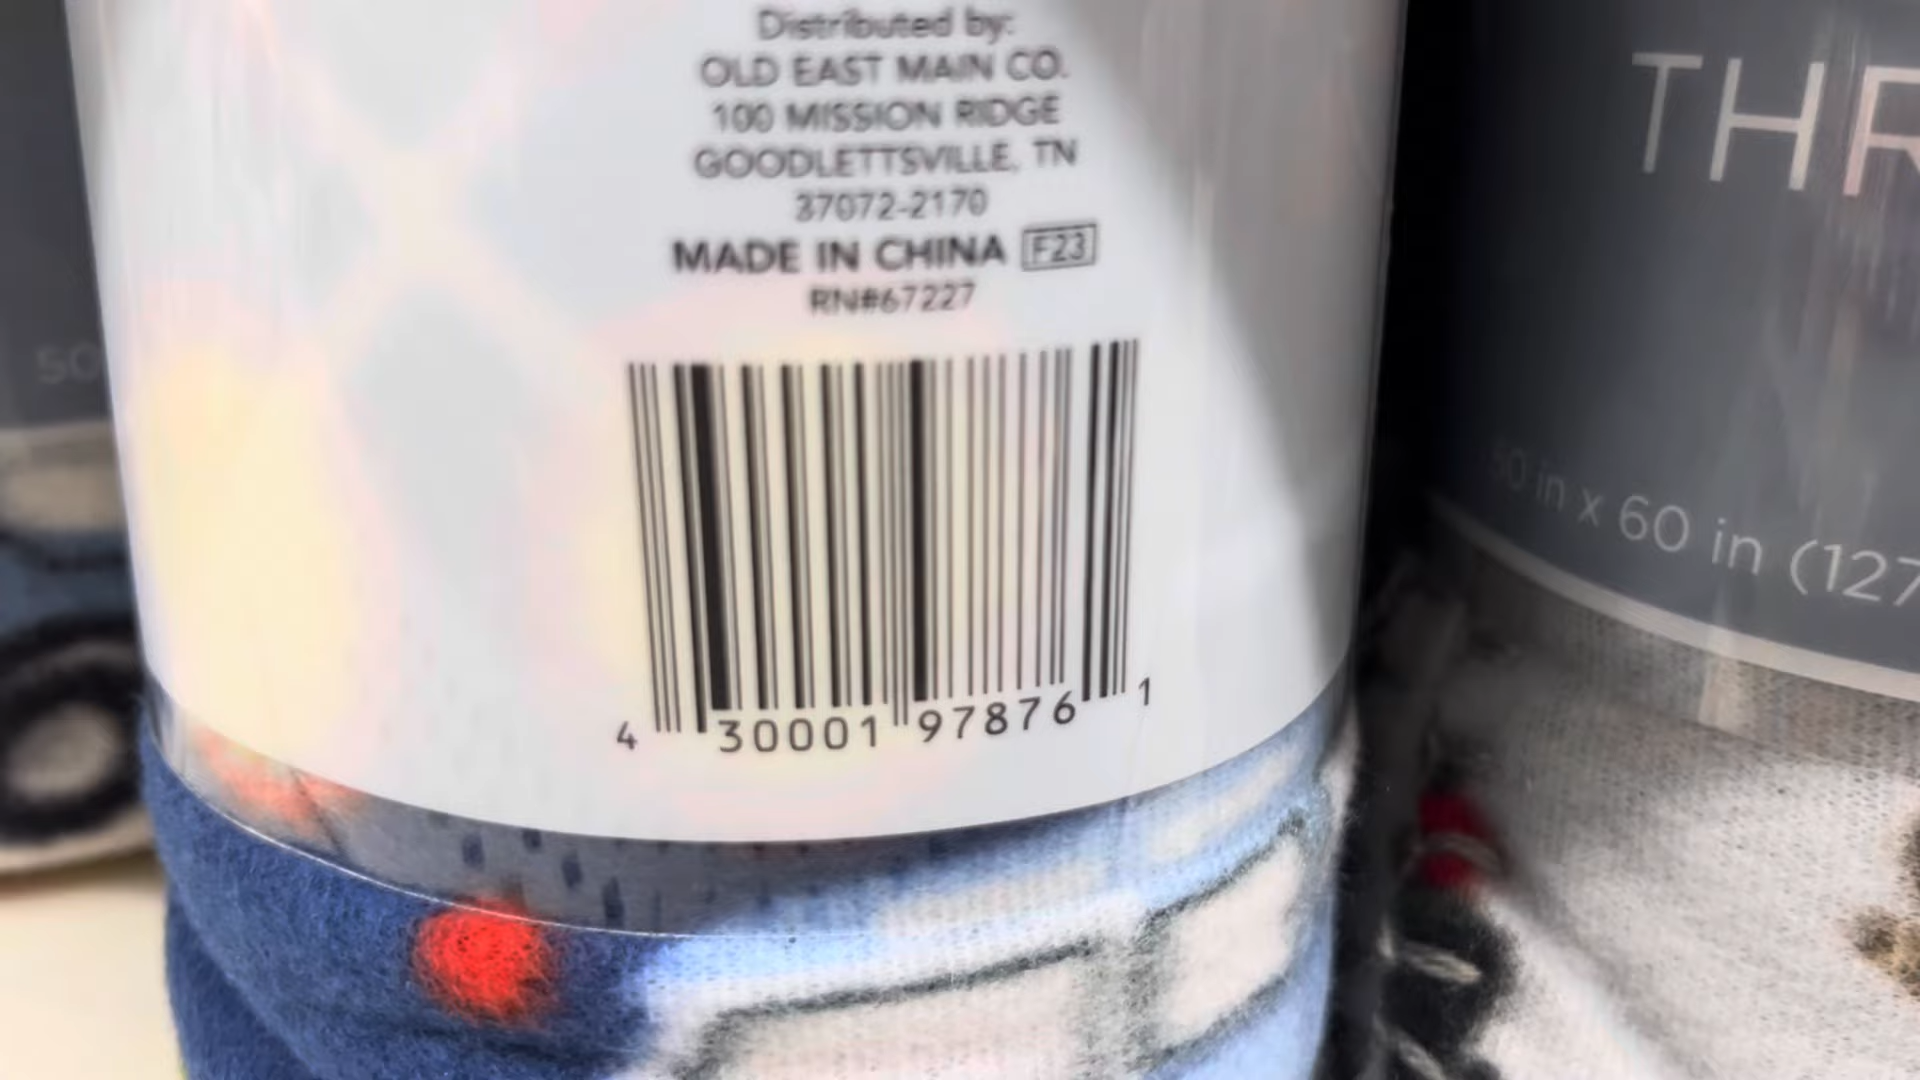 Distributed by:
OLD EAST MAIN CO.
100 MISSION RIDGE
GOODLETTSVILLE, TN
37072-2170
MADE IN CHINA F23
RN#67227
4 30001 97876 1
THR
50 in x 60 in (127
50